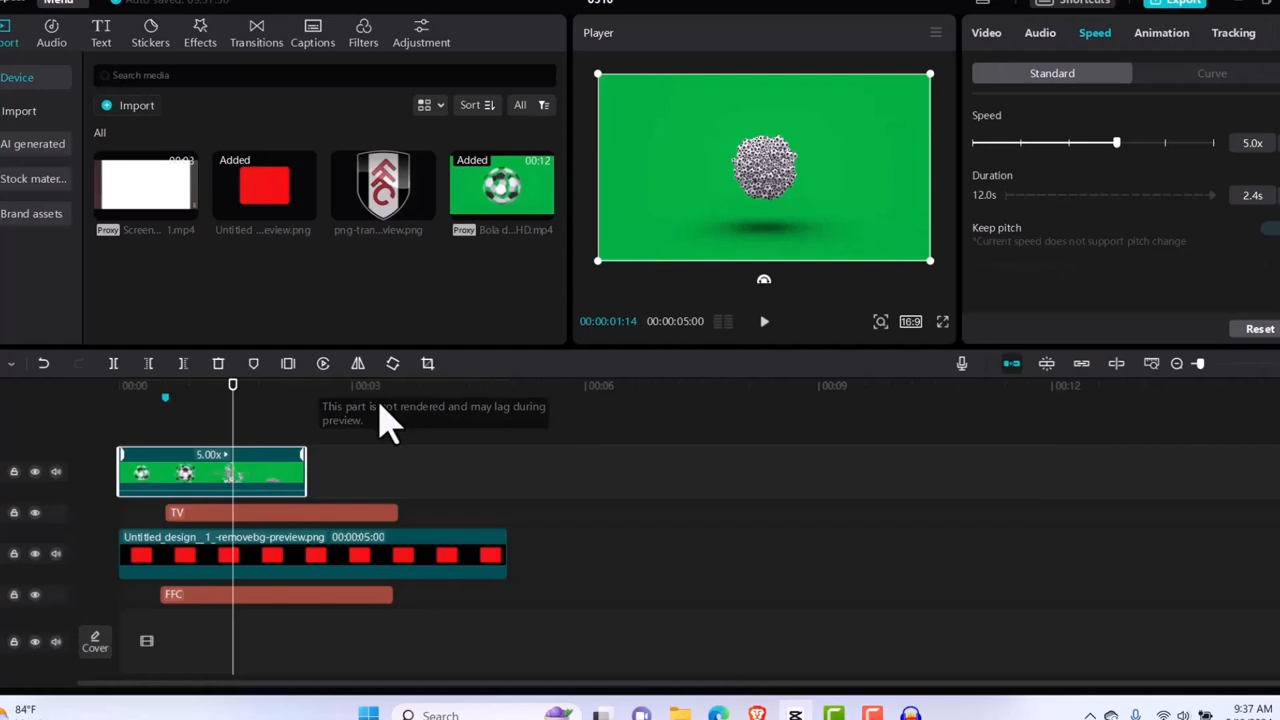 Menu
Shortcuts
Export
Audio
Text
Stickers
Effects
Transitions
Captions
Filters
Adjustment
Device
Import
AI generated
Stock mater...
Brand assets
Search media
Import
Sort
All
All
00:03
Proxy Screen... 1.mp4
Added
Untitled ...eview.png
FFC
png-tran...view.png
Added
00:12
Proxy Bola d...HD.mp4
Player
00:00:01:14
00:00:05:00
16:9
Video
Audio
Speed
Animation
Tracking
Standard
Curve
Speed
5.0x
Duration
12.0s
2.4s
Keep pitch
*Current speed does not support pitch change
Reset
00:00
00:03
00:06
00:09
00:12
This part is not rendered and may lag during
preview.
5.00x
TV
Untitled_design__1_-removebg-preview.png 00:00:05:00
FFC
Cover
84°F
Search
9:37 AM